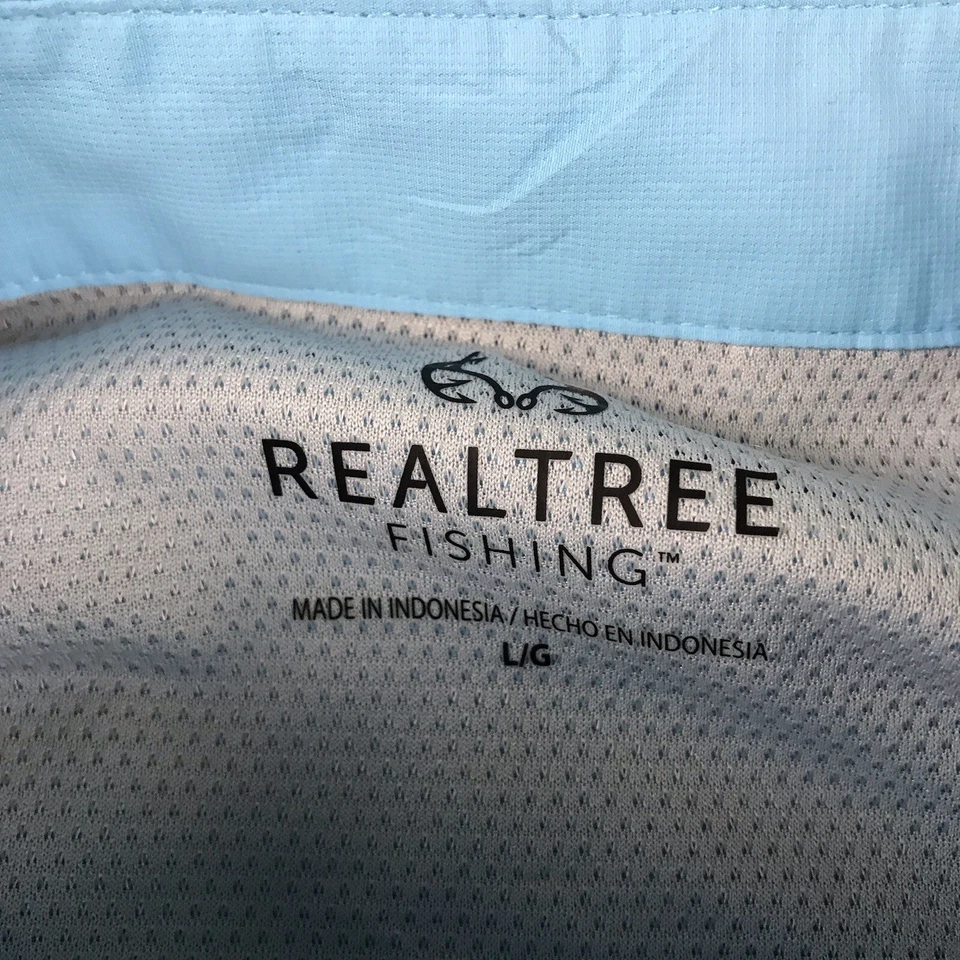 REALTREE
FISHING™
MADE IN INDONESIA / HECHO EN INDONESIA
L/G